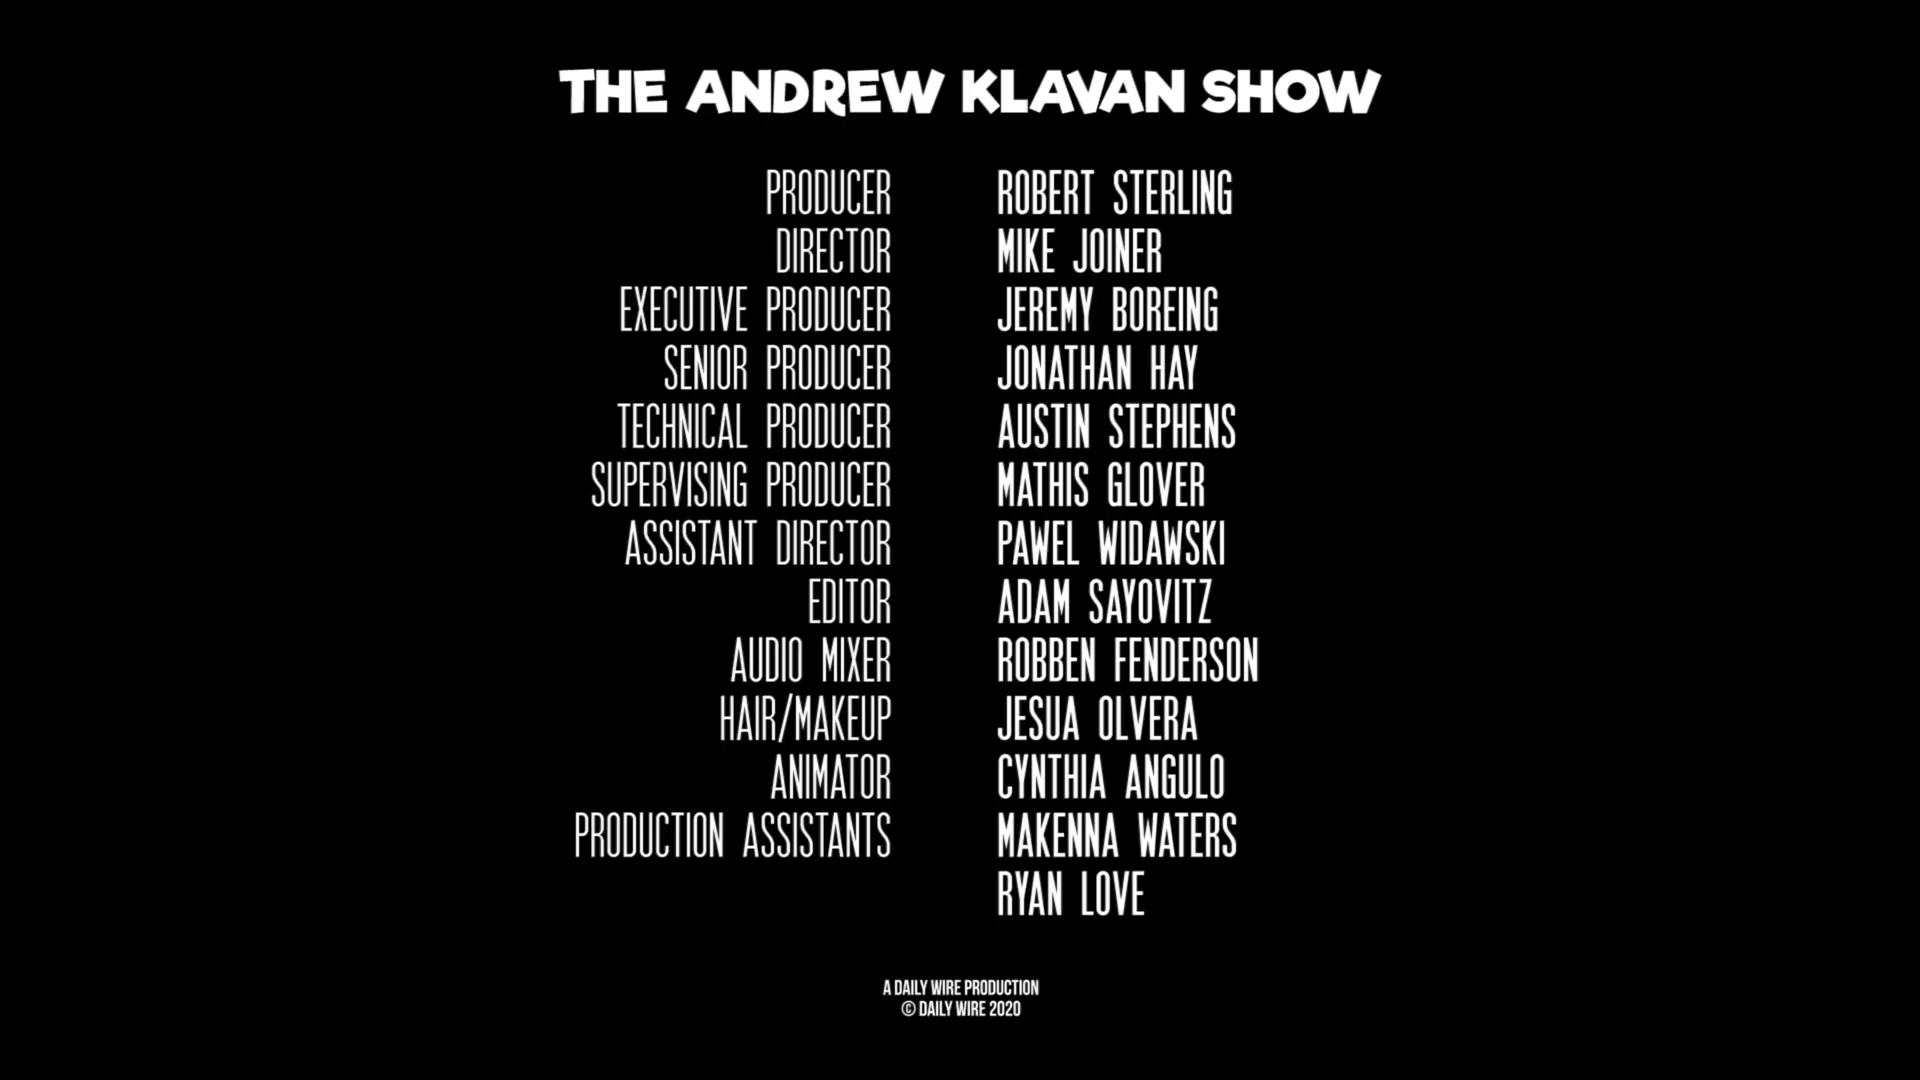 THE ANDREW KLAVAN SHOW
PRODUCER ROBERT STERLING
DIRECTOR MIKE JOINER
EXECUTIVE PRODUCER JEREMY BOREING
SENIOR PRODUCER JONATHAN HAY
TECHNICAL PRODUCER AUSTIN STEPHENS
SUPERVISING PRODUCER MATHIS GLOVER
ASSISTANT DIRECTOR PAWEL WIDAWSKI
EDITOR ADAM SAYOVITZ
AUDIO MIXER ROBBEN FENDERSON
HAIR/MAKEUP JESUA OLVERA
ANIMATOR CYNTHIA ANGULO
PRODUCTION ASSISTANTS MAKENNA WATERS
RYAN LOVE
A DAILY WIRE PRODUCTION
© DAILY WIRE 2020